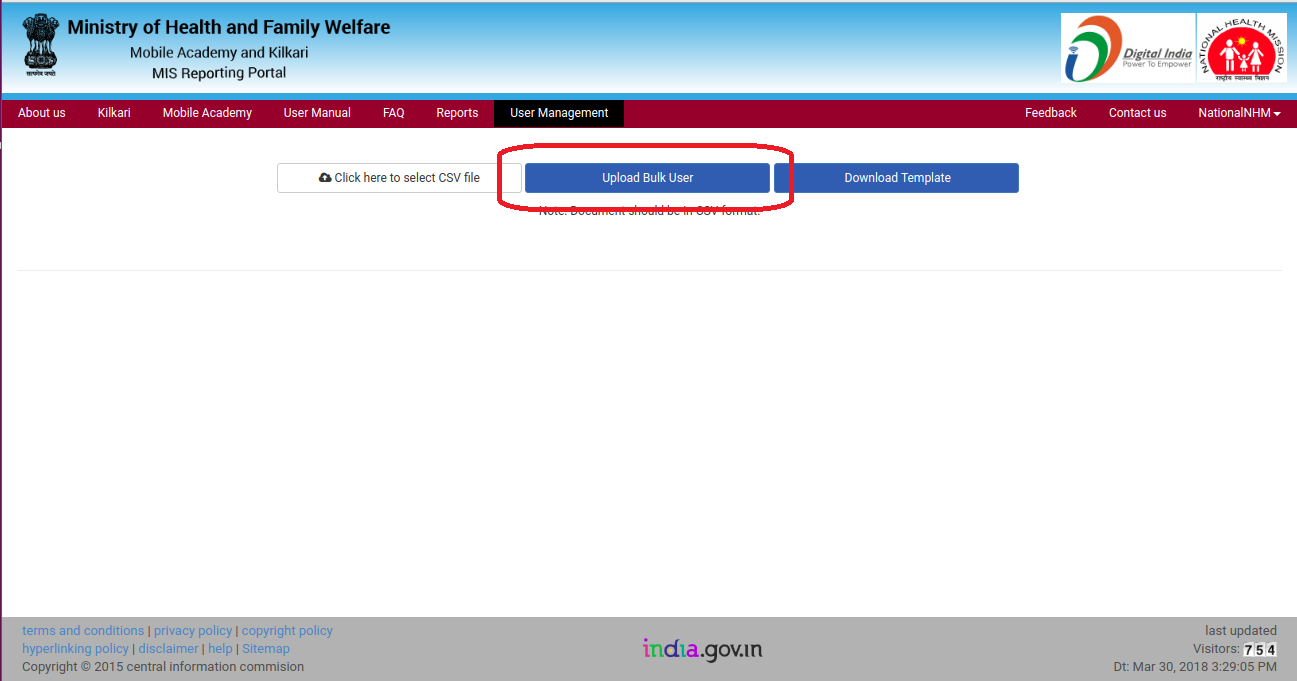 Ministry of Health and Family Welfare
Mobile Academy and Kilkari
MIS Reporting Portal
सत्यमेव जयते
Digital India
Power To Empower
NATIONAL HEALTH MISSION
राष्ट्रीय स्वास्थ्य मिशन
About us Kilkari Mobile Academy User Manual FAQ Reports User Management Feedback Contact us NationalNHM
Click here to select CSV file Upload Bulk User Download Template
Note: Document should be in CSV format.
terms and conditions | privacy policy | copyright policy
hyperlinking policy | disclaimer | help | Sitemap
Copyright © 2015 central information commision
india.gov.in
last updated
Visitors: 754
Dt: Mar 30, 2018 3:29:05 PM